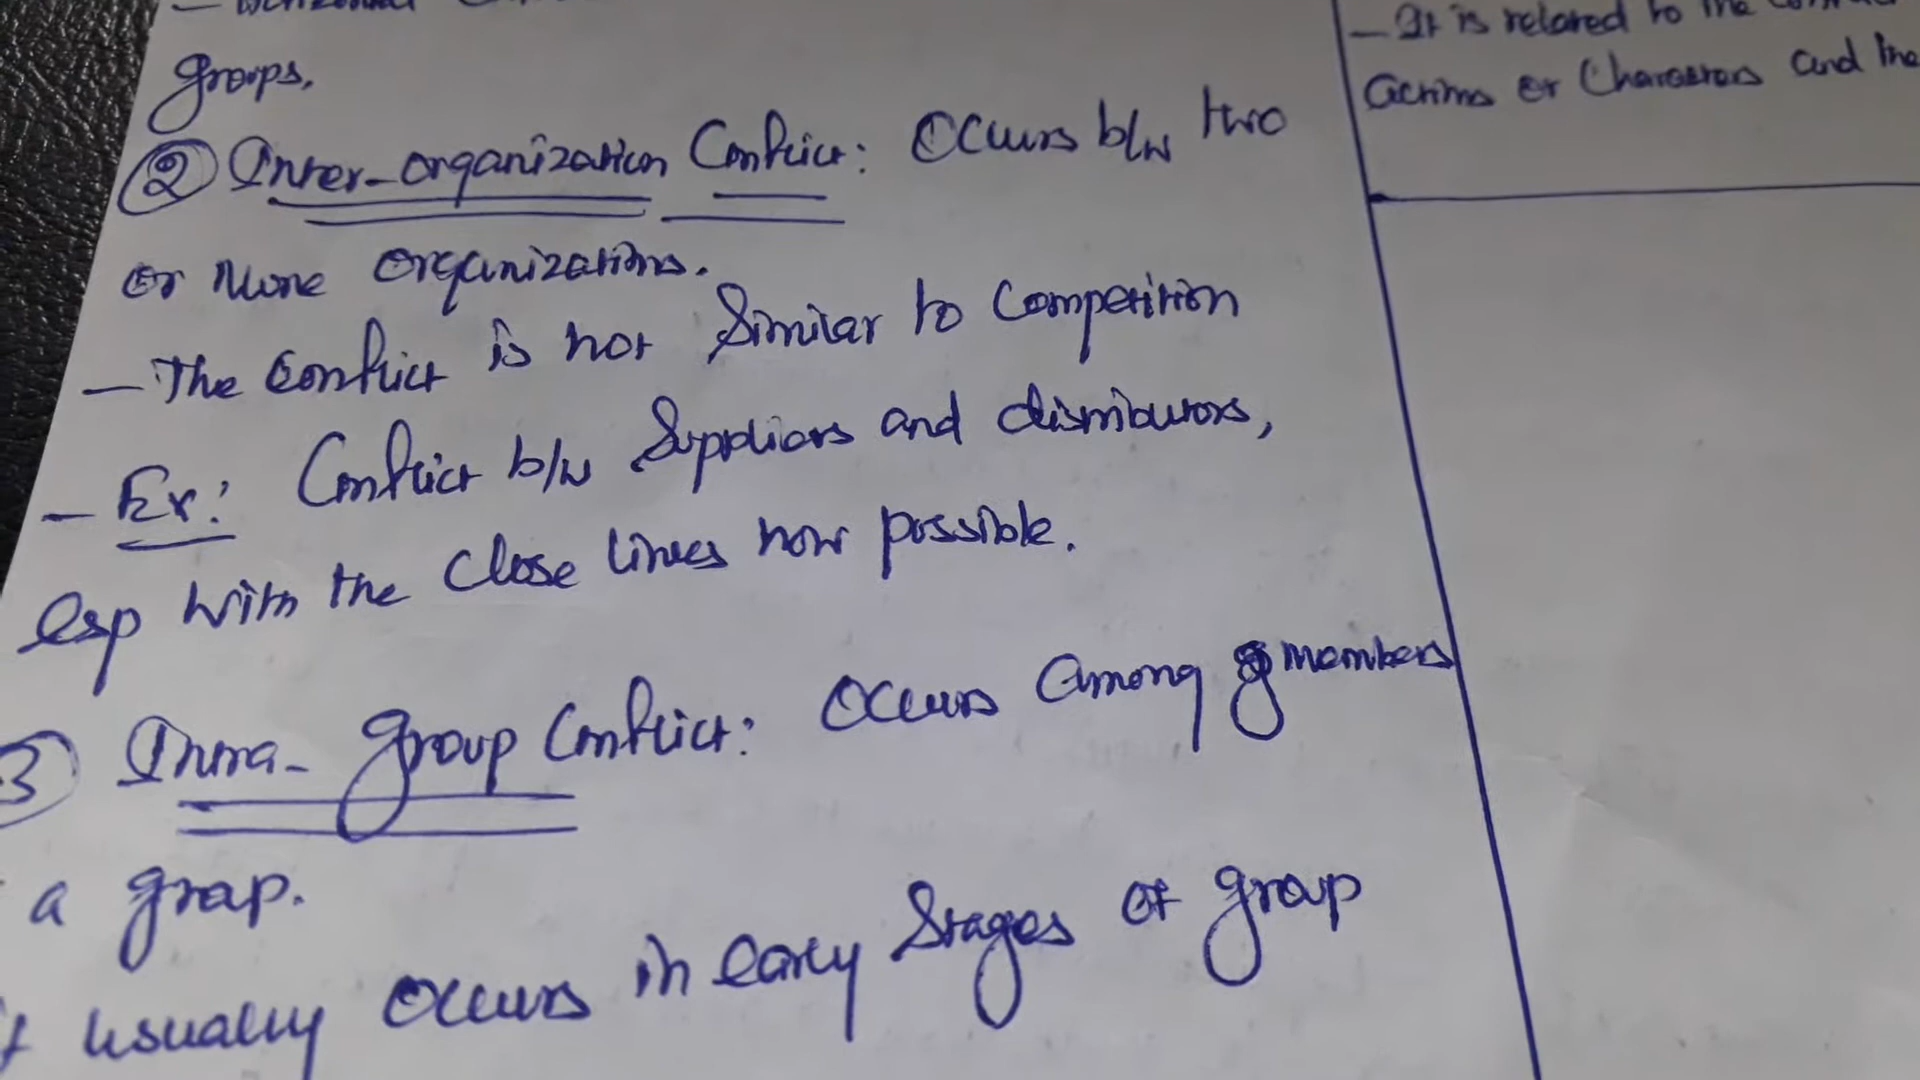 groups.
② Inter-organization Conflict: Occurs b/w two
or more organizations.
- The conflict is not similar to competition
- Ex: Conflict b/w Suppliers and distributors,
esp with the close lines now possible.
3 Intra-group Conflict: occurs among members
a group.
usually occurs in early stages of group
- It is related to the
actions or Characters and